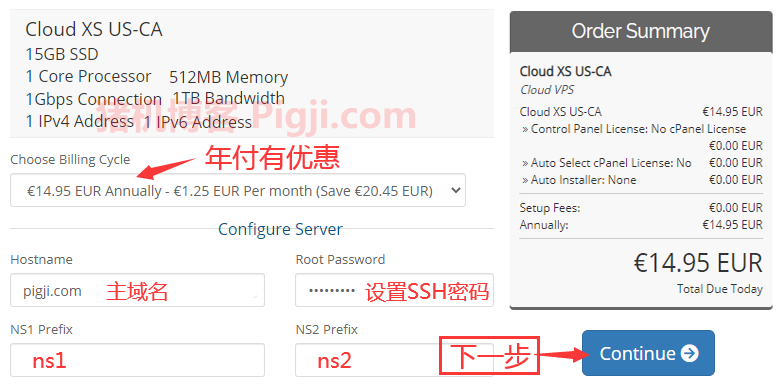 Cloud XS US-CA
15GB SSD
1 Core Processor 512MB Memory
1Gbps Connection 1TB Bandwidth
1 IPv4 Address 1 IPv6 Address
猪机博客 Pigji.com
Choose Billing Cycle
年付有优惠
€14.95 EUR Annually - €1.25 EUR Per month (Save €20.45 EUR)
Configure Server
Hostname
Root Password
pigji.com 主域名
••••••••• 设置SSH密码
NS1 Prefix
NS2 Prefix
ns1
ns2
下一步
Order Summary
Cloud XS US-CA
Cloud VPS
Cloud XS US-CA €14.95 EUR
» Control Panel License: No cPanel License
€0.00 EUR
» Auto Select cPanel License: No €0.00 EUR
» Auto Installer: None €0.00 EUR
Setup Fees: €0.00 EUR
Annually: €14.95 EUR
€14.95 EUR
Total Due Today
Continue